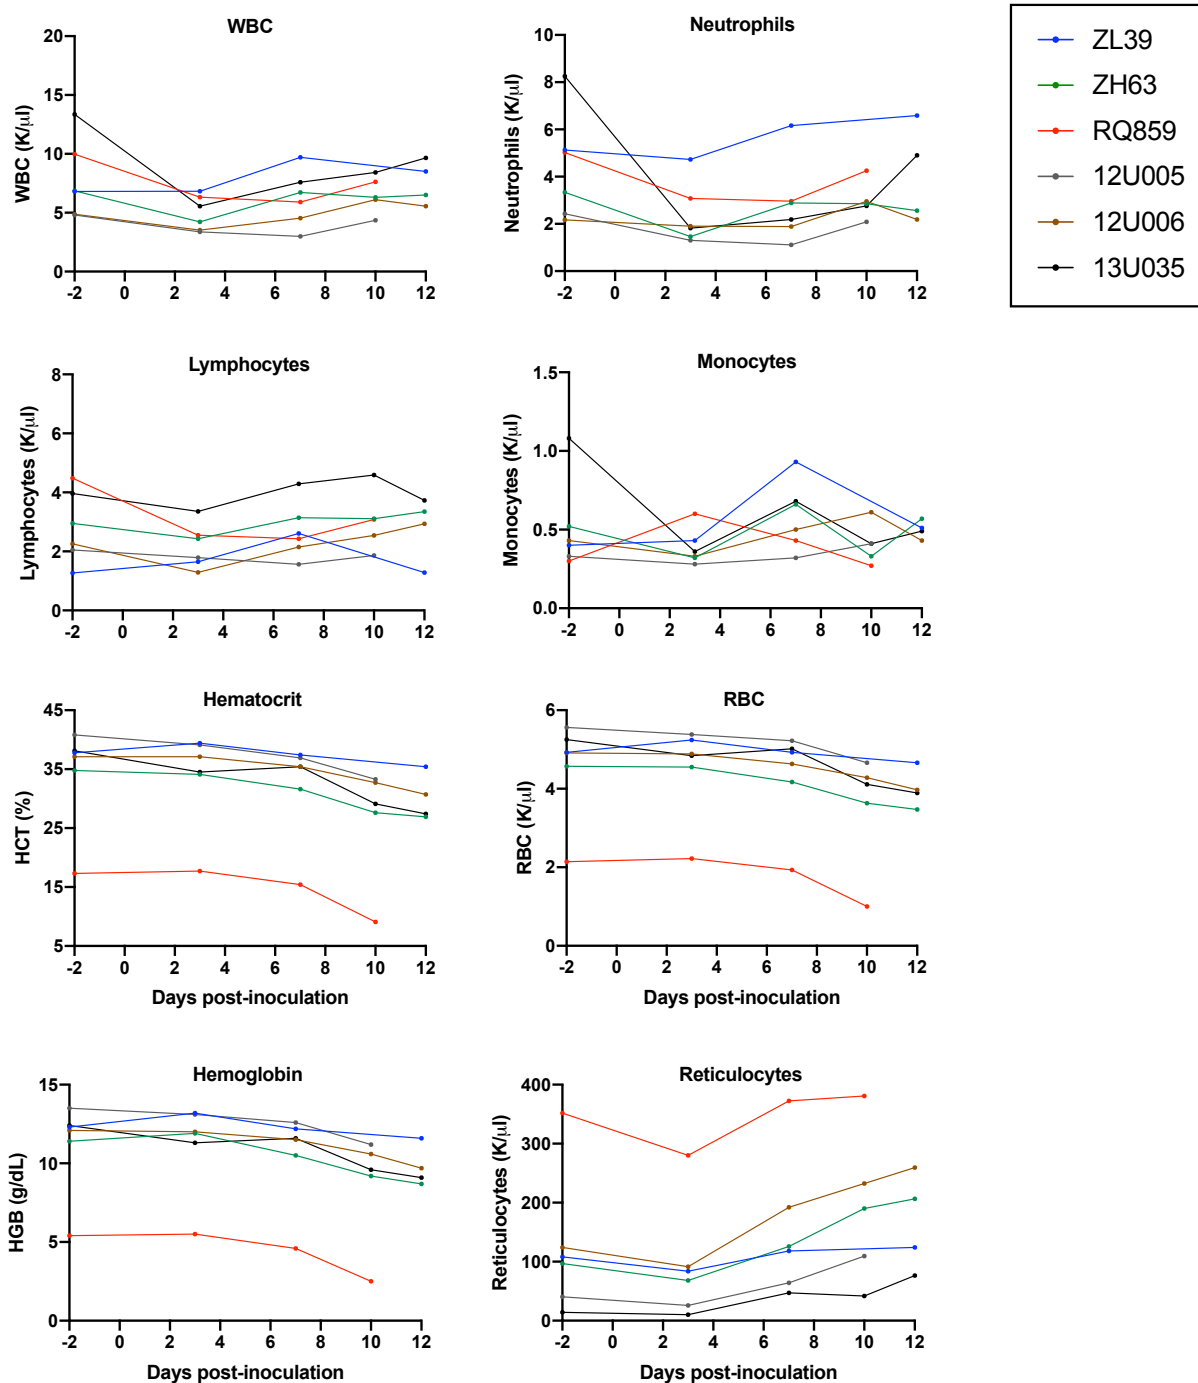 WBC
WBC (K/µl)
20
15
10
5
0
-2 0 2 4 6 8 10 12
Neutrophils
Neutrophils (K/µl)
10
8
6
4
2
0
-2 0 2 4 6 8 10 12
ZL39
ZH63
RQ859
12U005
12U006
13U035
Lymphocytes
Lymphocytes (K/µl)
8
6
4
2
0
-2 0 2 4 6 8 10 12
Monocytes
Monocytes (K/µl)
1.5
1.0
0.5
0.0
-2 0 2 4 6 8 10 12
Hematocrit
HCT (%)
45
35
25
15
5
-2 0 2 4 6 8 10 12
Days post-inoculation
RBC
RBC (K/µl)
6
4
2
0
-2 0 2 4 6 8 10 12
Days post-inoculation
Hemoglobin
HGB (g/dL)
15
10
5
0
-2 0 2 4 6 8 10 12
Days post-inoculation
Reticulocytes
Reticulocytes (K/µl)
400
300
200
100
0
-2 0 2 4 6 8 10 12
Days post-inoculation